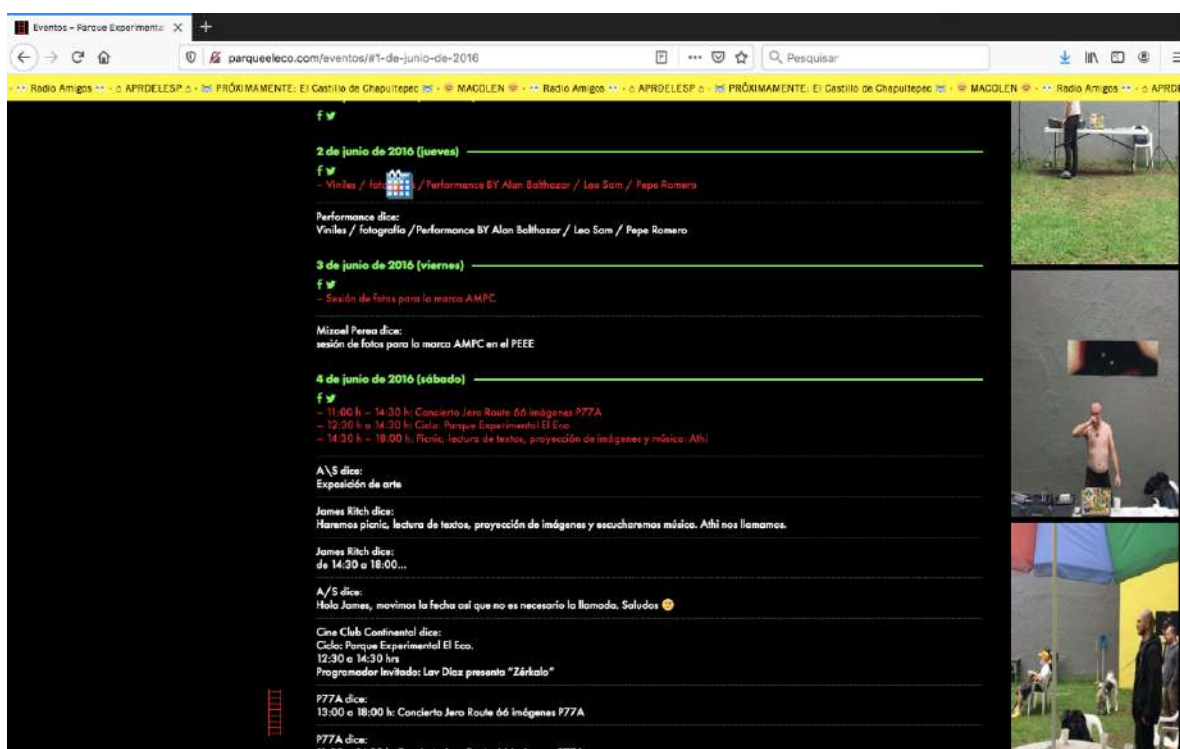 Eventos – Parque Experimenta
parqueeleco.com/eventos/#1-de-junio-de-2016
Pesquisar
Radio Amigos - APRDELESP - PRÓXIMAMENTE: El Castillo de Chapultepec - MACOLEN - Radio Amigos - APRDELESP - PRÓXIMAMENTE: El Castillo de Chapultepec - MACOLEN - Radio Amigos - APRDE
2 de junio de 2016 (jueves)
– Viniles / /Performance BY Alan Balthazar / Leo Sam / Pepe Romero
Performance dice:
Viniles / fotografía /Performance BY Alan Balthazar / Leo Sam / Pepe Romero
3 de junio de 2016 (viernes)
– Sesión de fotos para la marca AMPC
Mizael Perea dice:
sesión de fotos para la marca AMPC en el PEEE
4 de junio de 2016 (sábado)
– 11:00 h – 14:30 h: Concierto Jero Route 66 imágenes P77A
– 12:30 h a 14:30 h: Ciclo: Parque Experimental El Eco
– 14:30 h – 18:00 h: Picnic, lectura de textos, proyección de imágenes y música: Athi
A\S dice:
Exposición de arte
James Ritch dice:
Haremos picnic, lectura de textos, proyección de imágenes y escucharemos música. Athi nos llamamos.
James Ritch dice:
de 14:30 a 18:00...
A/S dice:
Hola James, movimos la fecha así que no es necesario la llamada. Saludos
Cine Club Continental dice:
Ciclo: Parque Experimental El Eco.
12:30 a 14:30 hrs
Programador Invitado: Lav Diaz presenta "Zérkalo"
P77A dice:
13:00 a 18:00 h: Concierto Jero Route 66 imágenes P77A
P77A dice: